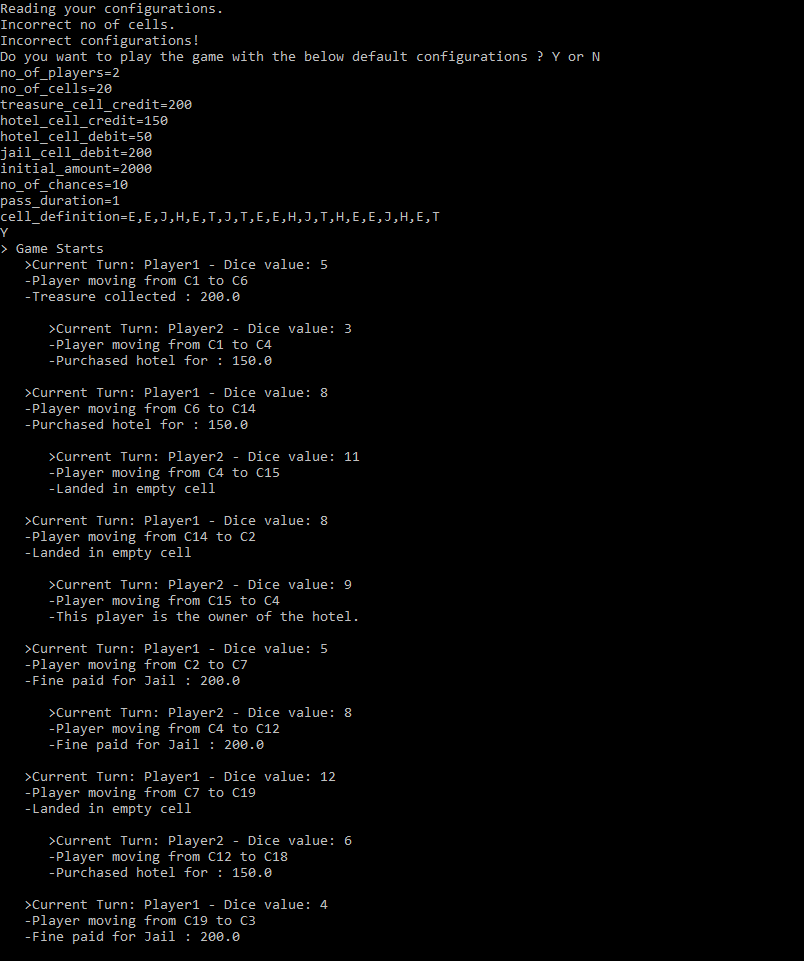 Reading your configurations.
Incorrect no of cells.
Incorrect configurations!
Do you want to play the game with the below default configurations ? Y or N
no_of_players=2
no_of_cells=20
treasure_cell_credit=200
hotel_cell_credit=150
hotel_cell_debit=50
jail_cell_debit=200
initial_amount=2000
no_of_chances=10
pass_duration=1
cell_definition=E,E,J,H,E,T,J,T,E,E,H,J,T,H,E,E,J,H,E,T
Y
> Game Starts
>Current Turn: Player1 - Dice value: 5
-Player moving from C1 to C6
-Treasure collected : 200.0
>Current Turn: Player2 - Dice value: 3
-Player moving from C1 to C4
-Purchased hotel for : 150.0
>Current Turn: Player1 - Dice value: 8
-Player moving from C6 to C14
-Purchased hotel for : 150.0
>Current Turn: Player2 - Dice value: 11
-Player moving from C4 to C15
-Landed in empty cell
>Current Turn: Player1 - Dice value: 8
-Player moving from C14 to C2
-Landed in empty cell
>Current Turn: Player2 - Dice value: 9
-Player moving from C15 to C4
-This player is the owner of the hotel.
>Current Turn: Player1 - Dice value: 5
-Player moving from C2 to C7
-Fine paid for Jail : 200.0
>Current Turn: Player2 - Dice value: 8
-Player moving from C4 to C12
-Fine paid for Jail : 200.0
>Current Turn: Player1 - Dice value: 12
-Player moving from C7 to C19
-Landed in empty cell
>Current Turn: Player2 - Dice value: 6
-Player moving from C12 to C18
-Purchased hotel for : 150.0
>Current Turn: Player1 - Dice value: 4
-Player moving from C19 to C3
-Fine paid for Jail : 200.0